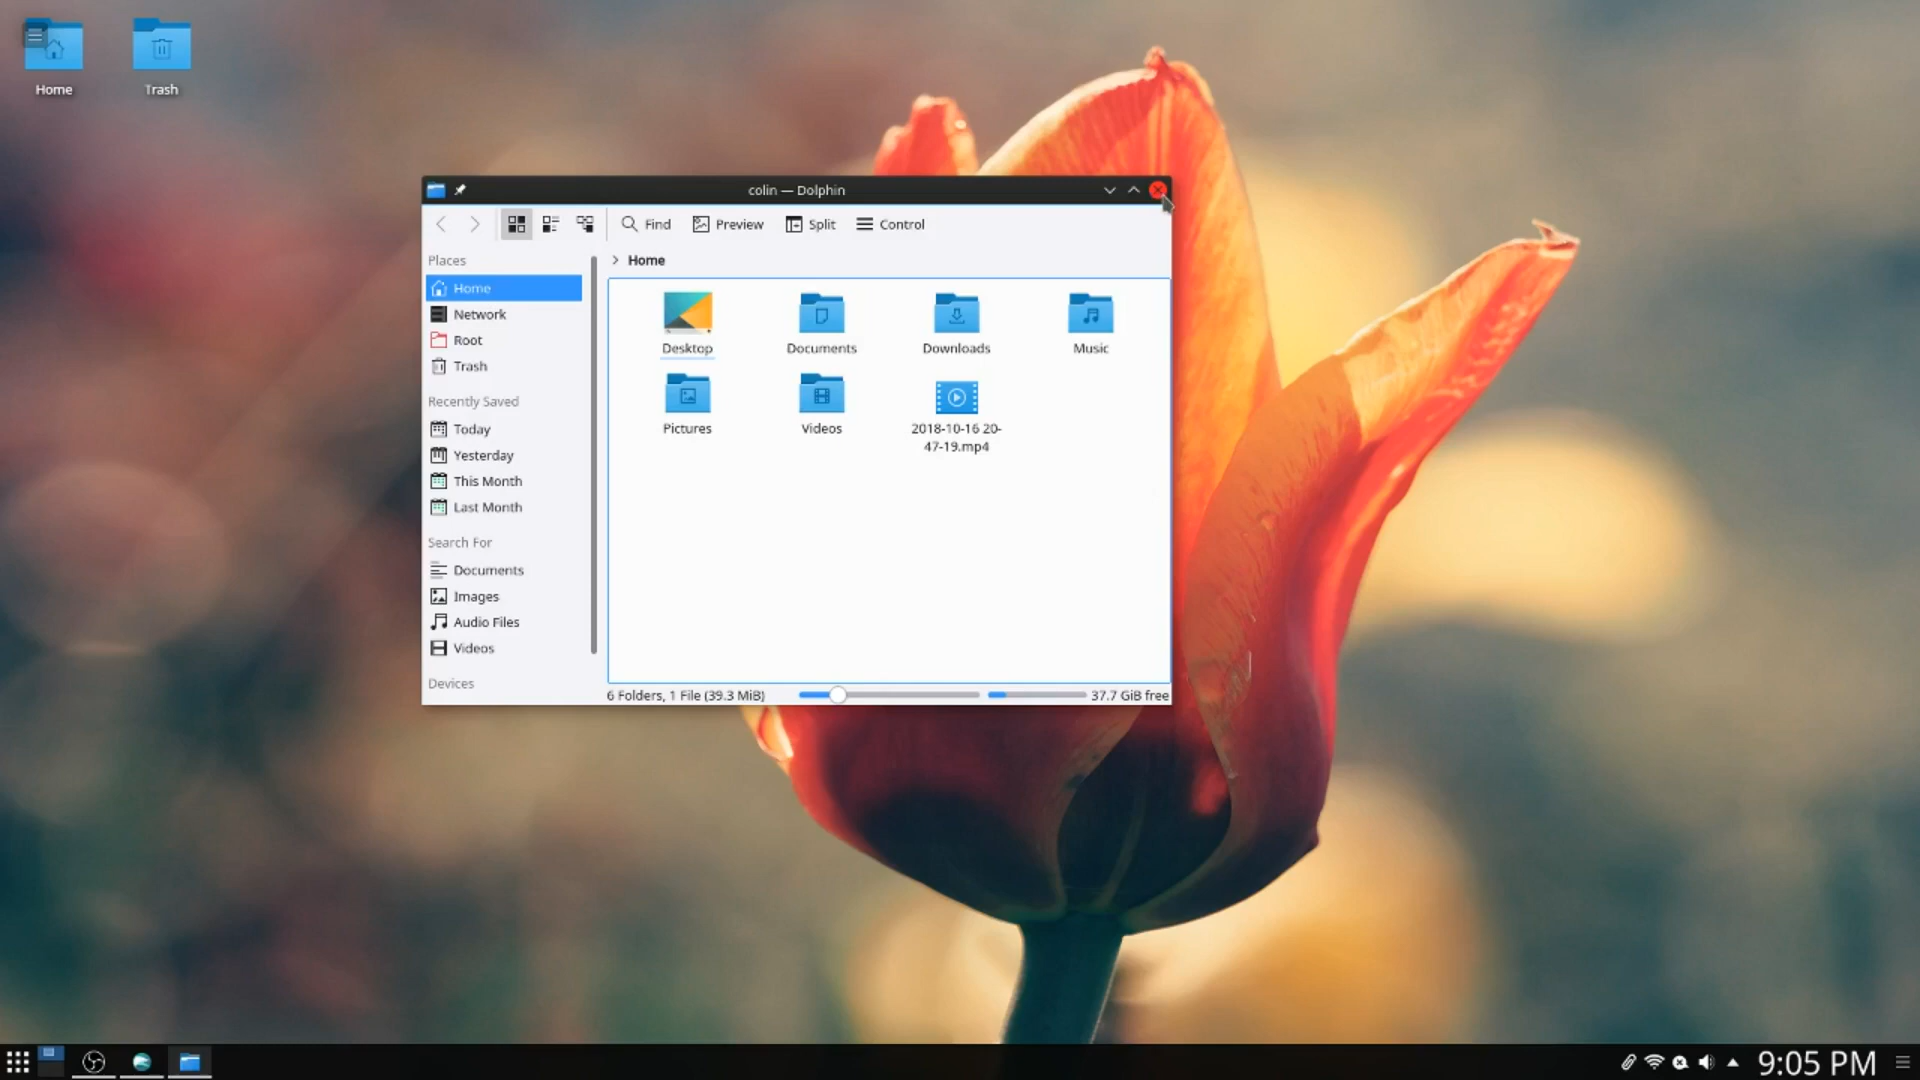 Home
Trash
colin — Dolphin
Find
Preview
Split
Control
Places
Home
Home
Network
Root
Trash
Recently Saved
Today
Yesterday
This Month
Last Month
Search For
Documents
Images
Audio Files
Videos
Devices
Desktop
Documents
Downloads
Music
Pictures
Videos
2018-10-16 20-
47-19.mp4
6 Folders, 1 File (39.3 MiB)
37.7 GiB free
9:05 PM